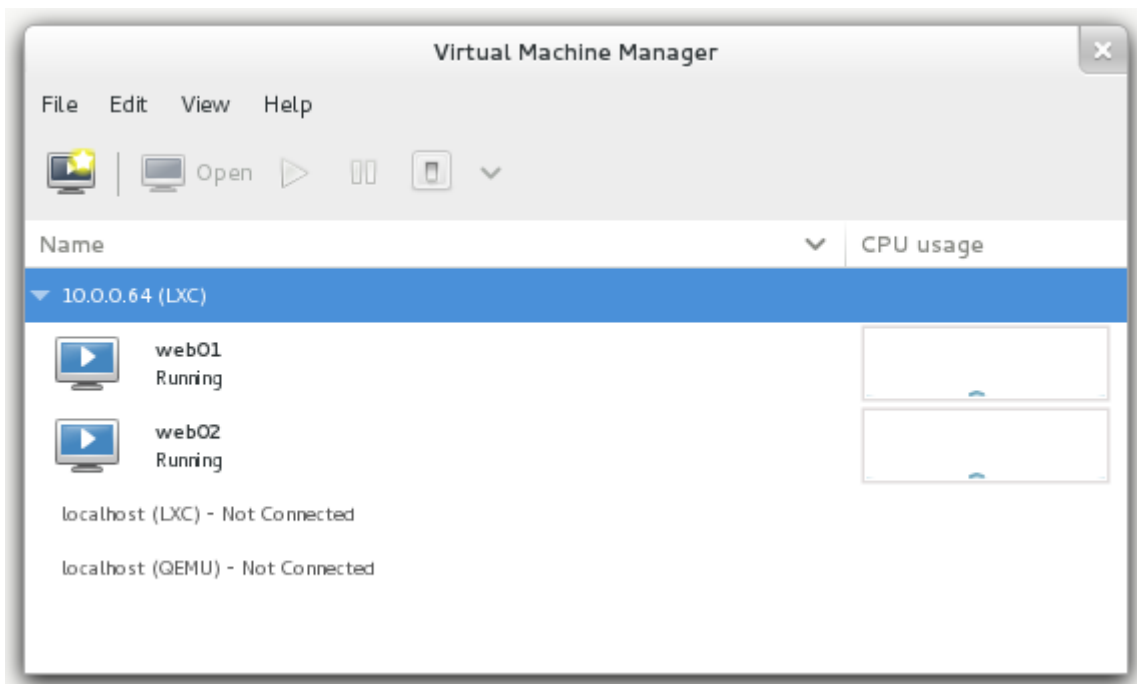 Virtual Machine Manager
File Edit View Help
Open
Name CPU usage
10.0.0.64 (LXC)
web01
Running
web02
Running
localhost (LXC) - Not Connected
localhost (QEMU) - Not Connected